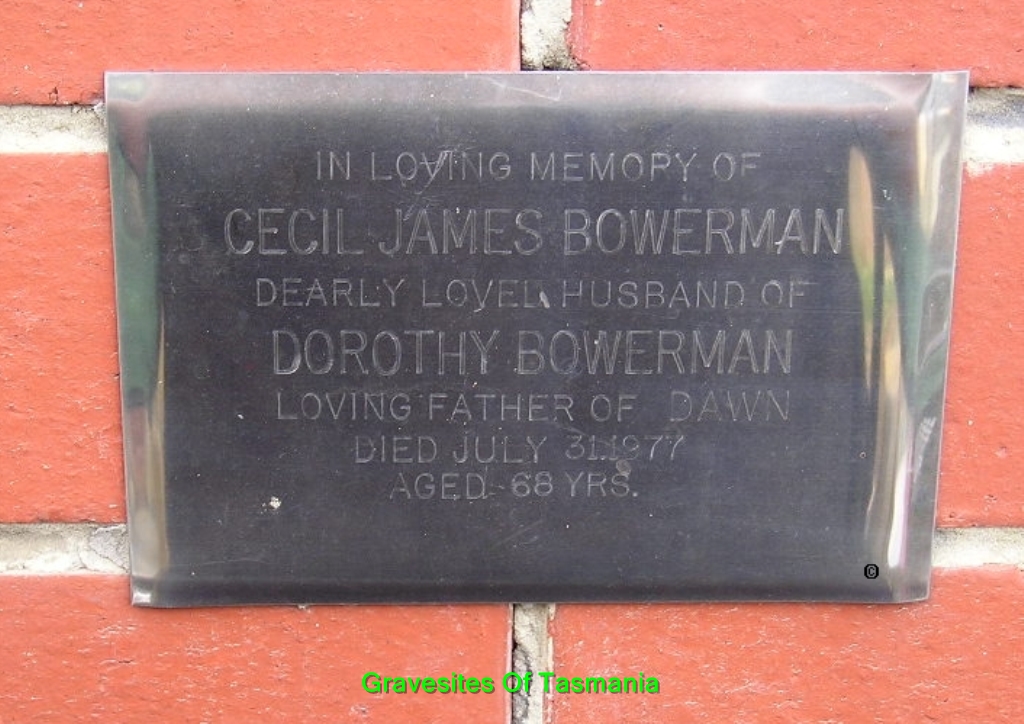 IN LOVING MEMORY OF
CECIL JAMES BOWERMAN
DEARLY LOVED HUSBAND OF
DOROTHY BOWERMAN
LOVING FATHER OF DAWN
DIED JULY 31.1977
AGED 68 YRS.
©
Gravesites Of Tasmania